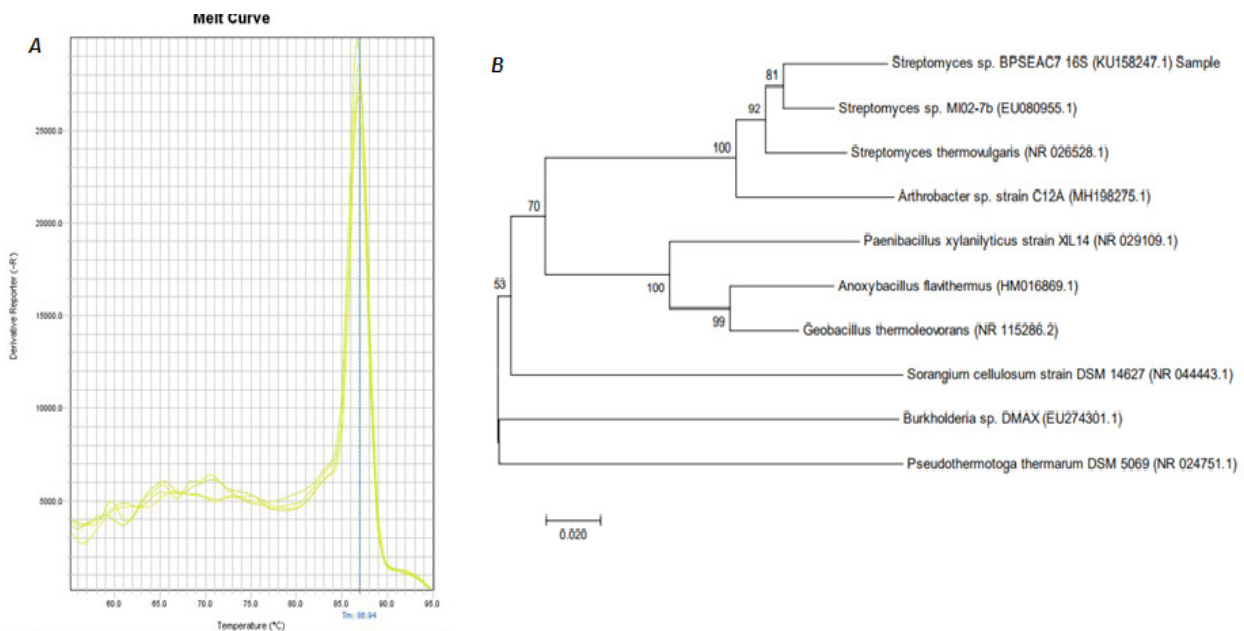 Melt Curve
A
Derivative Reporter (-R')
25000.0
20000.0
15000.0
10000.0
5000.0
60.0 65.0 70.0 75.0 80.0 85.0 90.0 95.0
Tm: 86.94
Temperature (°C)
B
Streptomyces sp. BPSEAC7 16S (KU158247.1) Sample
81
Streptomyces sp. MI02-7b (EU080955.1)
92
Streptomyces thermovulgaris (NR 026528.1)
100
Arthrobacter sp. strain C12A (MH198275.1)
70
Paenibacillus xylanilyticus strain XIL14 (NR 029109.1)
53
100
Anoxybacillus flavithermus (HM016869.1)
99
Geobacillus thermoleovorans (NR 115286.2)
Sorangium cellulosum strain DSM 14627 (NR 044443.1)
Burkholderia sp. DMAX (EU274301.1)
Pseudothermotoga thermarum DSM 5069 (NR 024751.1)
0.020